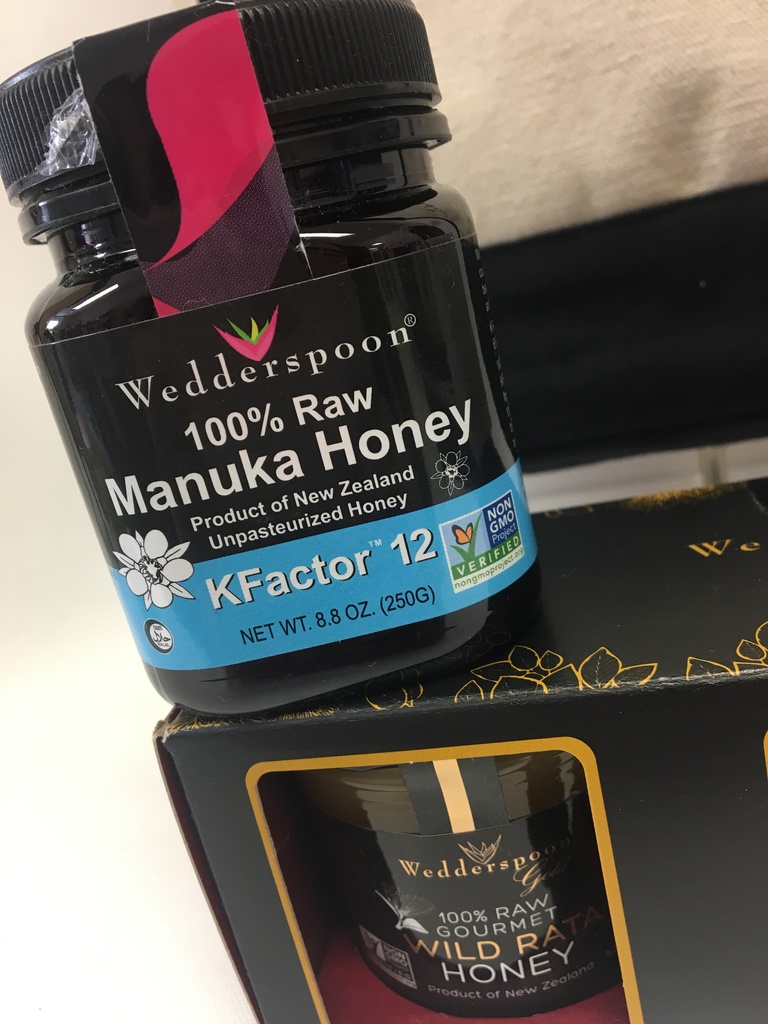 Wedderspoon®
100% Raw
Manuka Honey
Product of New Zealand
Unpasteurized Honey
KFactor™ 12
NON
GMO
Project
VERIFIED
nongmoproject.org
NET WT. 8.8 OZ. (250G)
We
Wedderspoon
Gold
100% RAW
GOURMET
WILD RATA
HONEY
Product of New Zealand